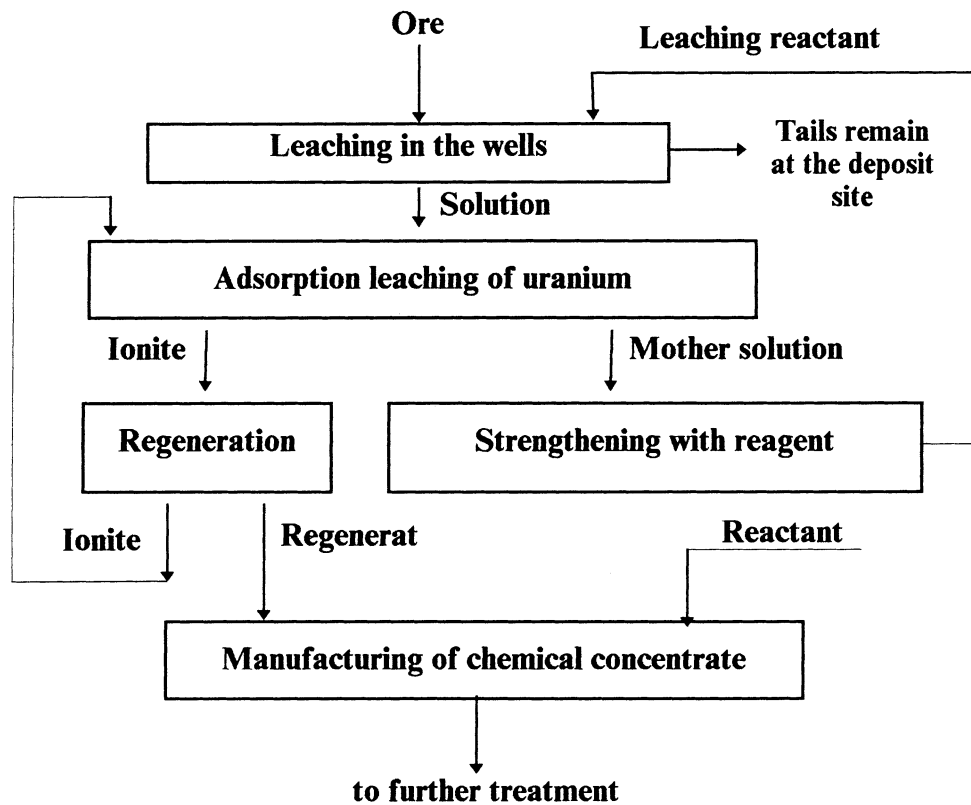 Ore
Leaching reactant
Leaching in the wells
Tails remain
at the deposit
site
Solution
Adsorption leaching of uranium
Ionite
Mother solution
Regeneration
Strengthening with reagent
Ionite
Regenerat
Reactant
Manufacturing of chemical concentrate
to further treatment